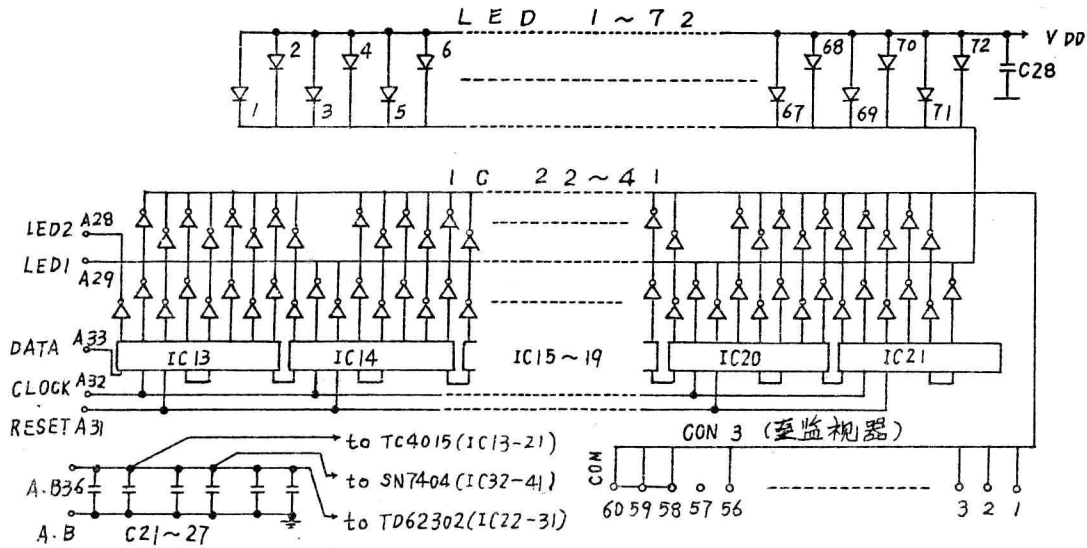 LED 1~72
2 4 6 68 70 72 VDD
C28
1 3 5 67 69 71
IC 22~41
LED2 A28
LED1 A29
DATA A33
IC13 IC14 IC15~19 IC20 IC21
CLOCK A32
RESET A31
CON 3 (至监视器)
to TC4015(IC13-21)
CON
to SN7404(IC32-41)
A.B36
60 59 58 57 56 3 2 1
to TD62302(IC22-31)
A.B C21~27